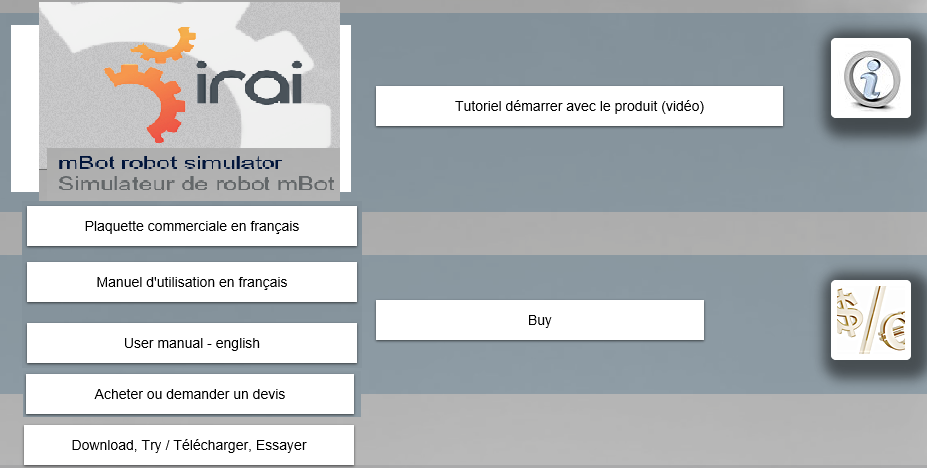 irai
mBot robot simulator
Simulateur de robot mBot
Tutoriel démarrer avec le produit (vidéo)
Plaquette commerciale en français
Manuel d'utilisation en français
User manual - english
Buy
Acheter ou demander un devis
Download, Try / Télécharger, Essayer
$/€